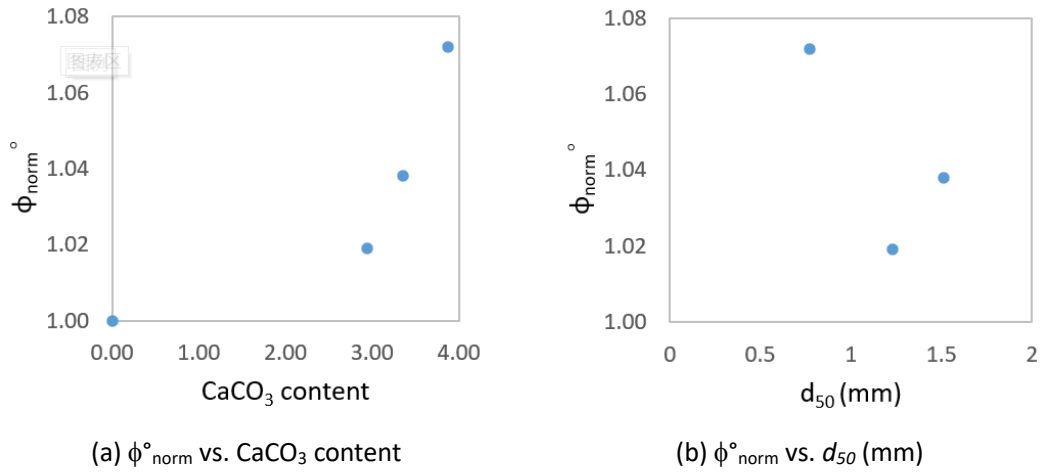 1.08
1.06
1.04
1.02
1.00
0.00 1.00 2.00 3.00 4.00
ϕnorm°
CaCO3 content
图表区
(a) ϕ°norm vs. CaCO3 content
1.08
1.06
1.04
1.02
1.00
0 0.5 1 1.5 2
ϕnorm°
d50 (mm)
(b) ϕ°norm vs. d50 (mm)